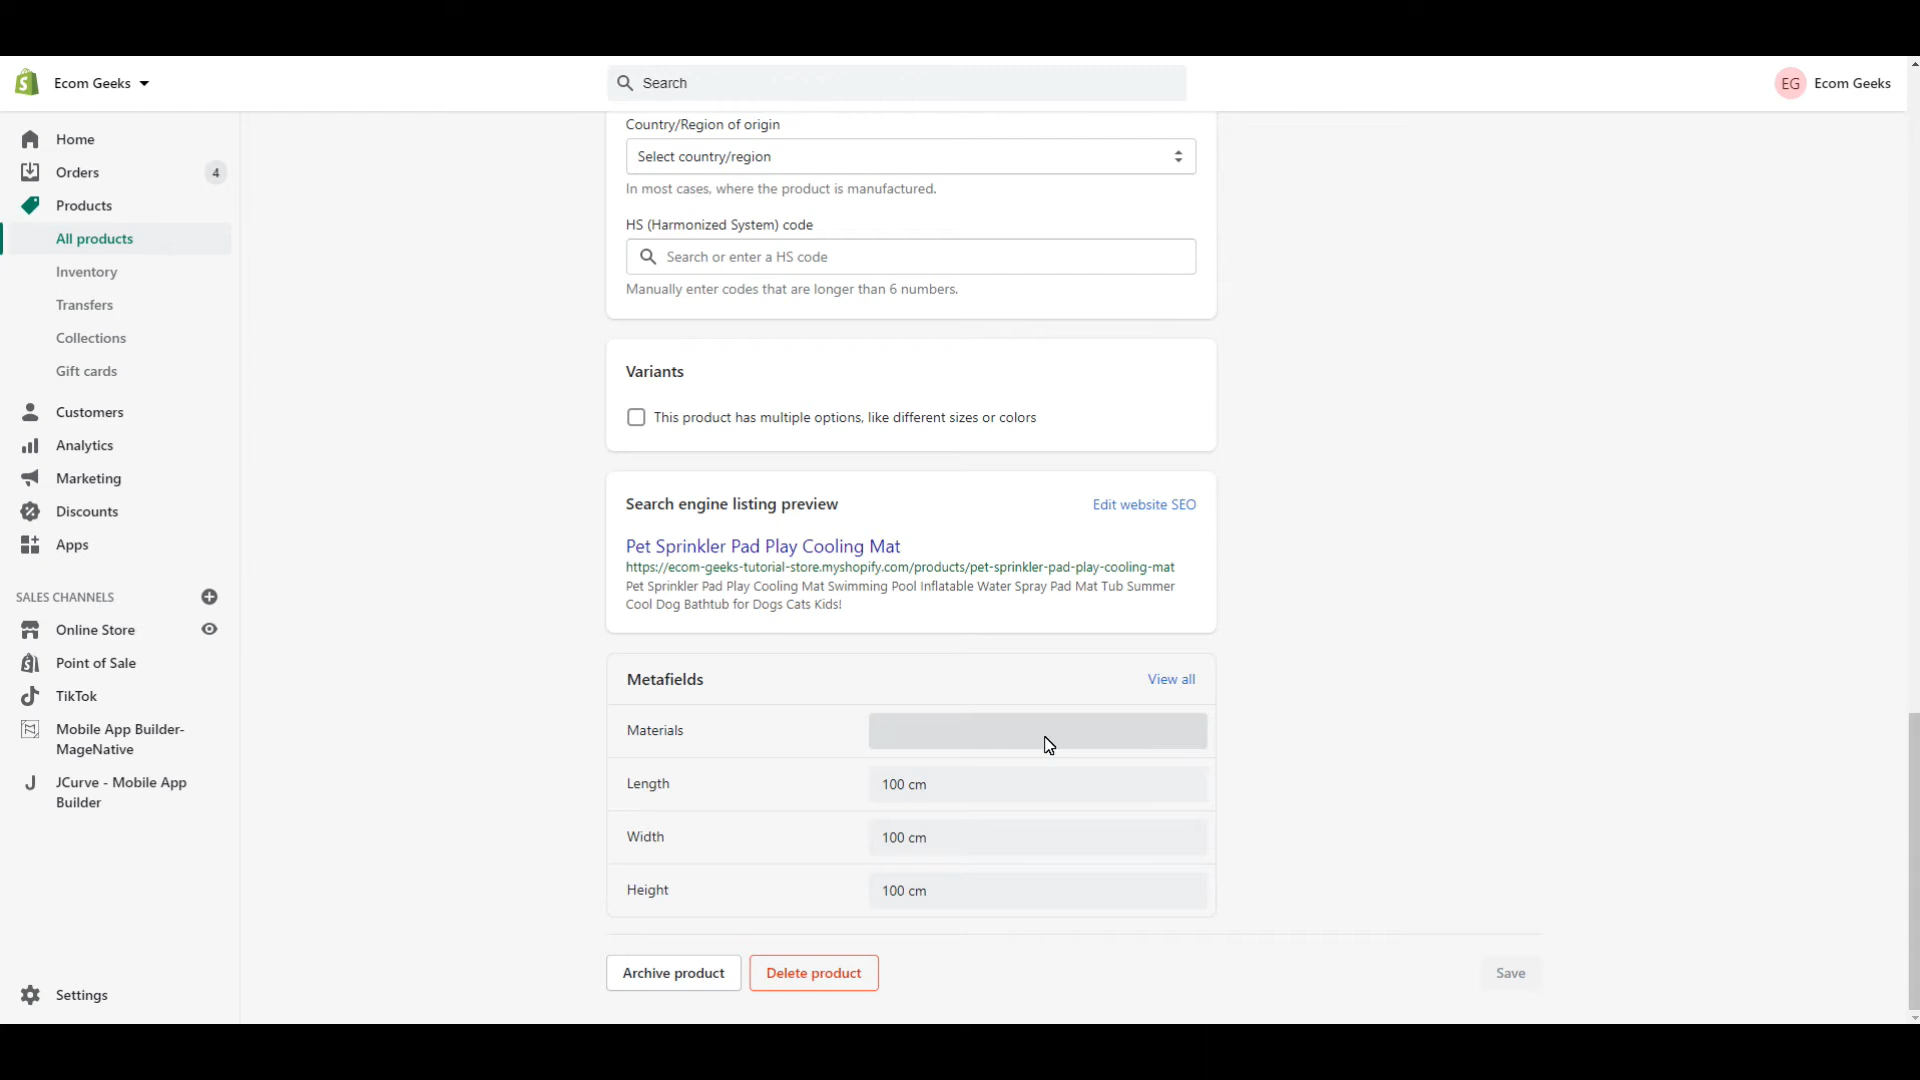 Ecom Geeks
Search
EG Ecom Geeks
Home
Orders 4
Products
All products
Inventory
Transfers
Collections
Gift cards
Customers
Analytics
Marketing
Discounts
Apps
SALES CHANNELS
Online Store
Point of Sale
TikTok
Mobile App Builder-
MageNative
JCurve - Mobile App
Builder
Settings
Country/Region of origin
Select country/region
In most cases, where the product is manufactured.
HS (Harmonized System) code
Search or enter a HS code
Manually enter codes that are longer than 6 numbers.
Variants
This product has multiple options, like different sizes or colors
Search engine listing preview Edit website SEO
Pet Sprinkler Pad Play Cooling Mat
https://ecom-geeks-tutorial-store.myshopify.com/products/pet-sprinkler-pad-play-cooling-mat
Pet Sprinkler Pad Play Cooling Mat Swimming Pool Inflatable Water Spray Pad Mat Tub Summer
Cool Dog Bathtub for Dogs Cats Kids!
Metafields View all
Materials
Length 100 cm
Width 100 cm
Height 100 cm
Archive product Delete product Save